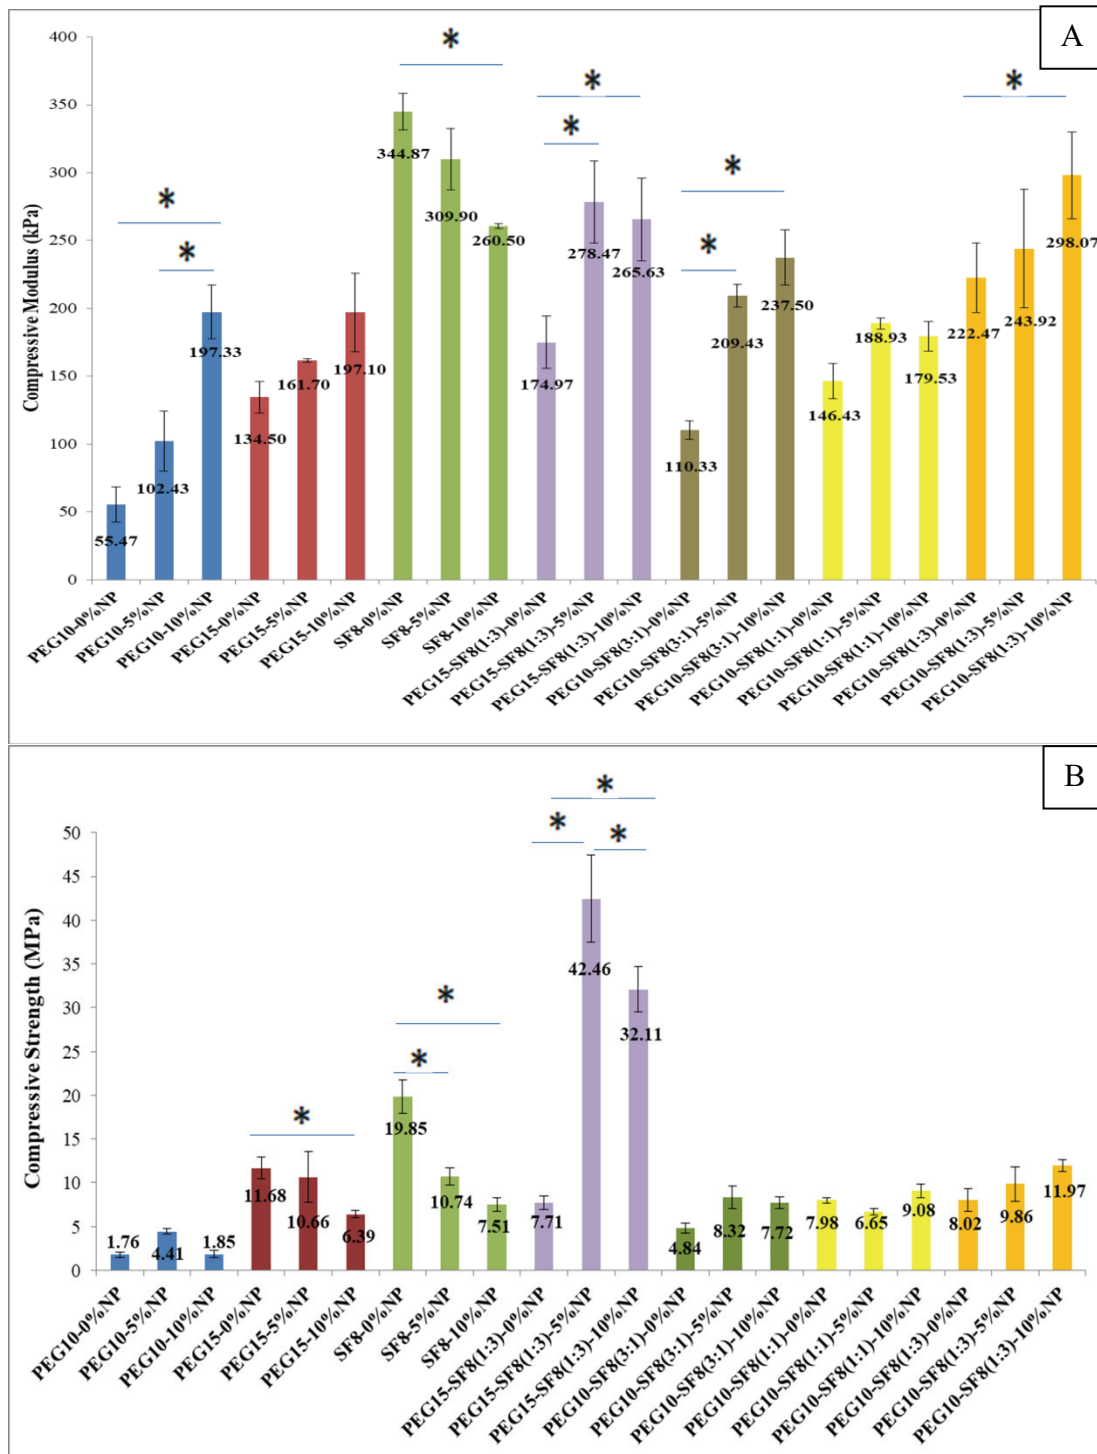 A
Compressive Modulus (kPa)
400
350
300
250
200
150
100
50
0
*
*
*
*
*
*
*
*
55.47
102.43
197.33
134.50
161.70
197.10
344.87
309.90
260.50
174.97
278.47
265.63
110.33
209.43
237.50
146.43
188.93
179.53
222.47
243.92
298.07
PEG10-0%NP
PEG10-5%NP
PEG10-10%NP
PEG15-0%NP
PEG15-5%NP
PEG15-10%NP
SF8-0%NP
SF8-5%NP
SF8-10%NP
PEG15-SF8(1:3)-0%NP
PEG15-SF8(1:3)-5%NP
PEG15-SF8(1:3)-10%NP
PEG10-SF8(3:1)-0%NP
PEG10-SF8(3:1)-5%NP
PEG10-SF8(3:1)-10%NP
PEG10-SF8(1:1)-0%NP
PEG10-SF8(1:1)-5%NP
PEG10-SF8(1:1)-10%NP
PEG10-SF8(1:3)-0%NP
PEG10-SF8(1:3)-5%NP
PEG10-SF8(1:3)-10%NP
B
Compressive Strength (MPa)
50
45
40
35
30
25
20
15
10
5
0
*
*
*
*
*
*
1.76
4.41
1.85
11.68
10.66
6.39
19.85
10.74
7.51
7.71
42.46
32.11
4.84
8.32
7.72
7.98
6.65
9.08
8.02
9.86
11.97
PEG10-0%NP
PEG10-5%NP
PEG10-10%NP
PEG15-0%NP
PEG15-5%NP
PEG15-10%NP
SF8-0%NP
SF8-5%NP
SF8-10%NP
PEG15-SF8(1:3)-0%NP
PEG15-SF8(1:3)-5%NP
PEG15-SF8(1:3)-10%NP
PEG10-SF8(3:1)-0%NP
PEG10-SF8(3:1)-5%NP
PEG10-SF8(3:1)-10%NP
PEG10-SF8(1:1)-0%NP
PEG10-SF8(1:1)-5%NP
PEG10-SF8(1:1)-10%NP
PEG10-SF8(1:3)-0%NP
PEG10-SF8(1:3)-5%NP
PEG10-SF8(1:3)-10%NP